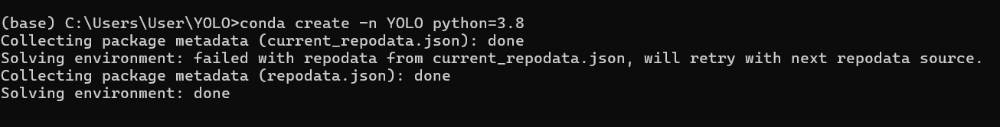 (base) C:\Users\User\YOLO>conda create -n YOLO python=3.8
Collecting package metadata (current_repodata.json): done
Solving environment: failed with repodata from current_repodata.json, will retry with next repodata source.
Collecting package metadata (repodata.json): done
Solving environment: done